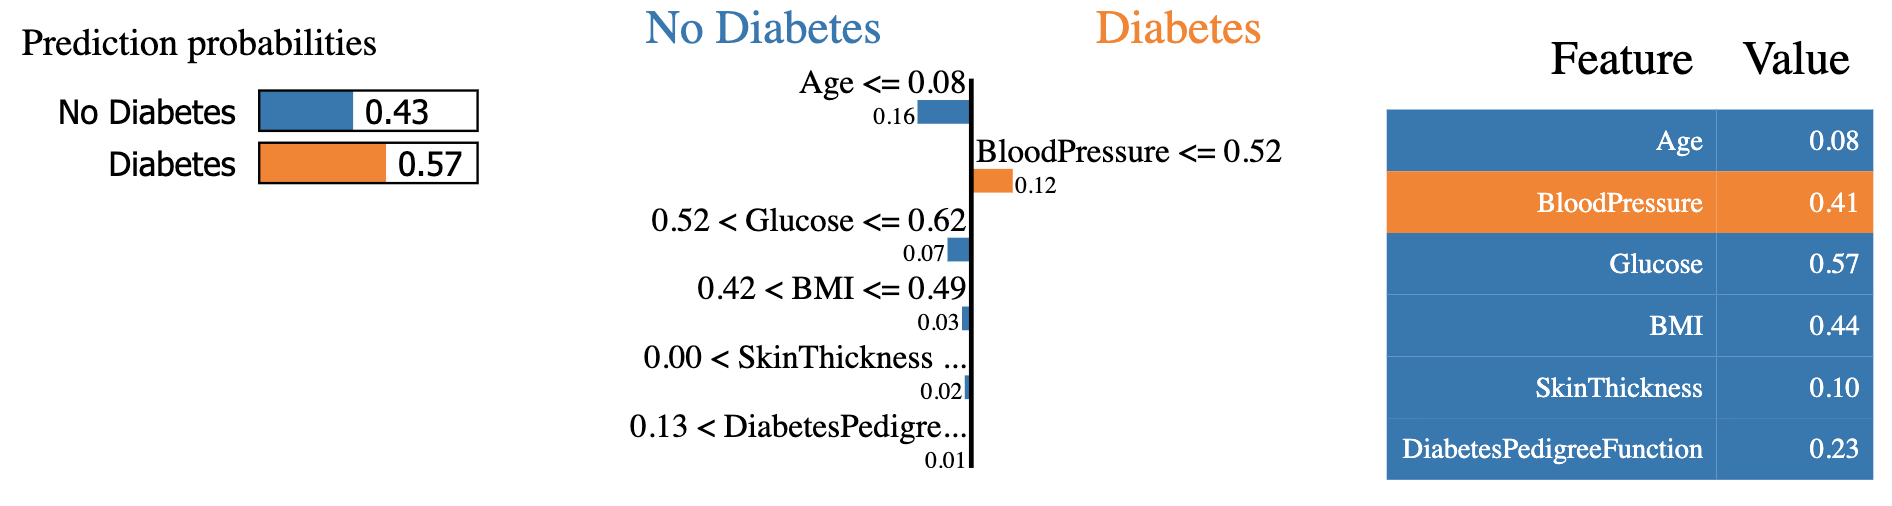 Prediction probabilities
No Diabetes 0.43
Diabetes 0.57
No Diabetes Diabetes
Age <= 0.08
0.16
BloodPressure <= 0.52
0.12
0.52 < Glucose <= 0.62
0.07
0.42 < BMI <= 0.49
0.03
0.00 < SkinThickness ...
0.02
0.13 < DiabetesPedigre...
0.01
Feature Value
Age 0.08
BloodPressure 0.41
Glucose 0.57
BMI 0.44
SkinThickness 0.10
DiabetesPedigreeFunction 0.23